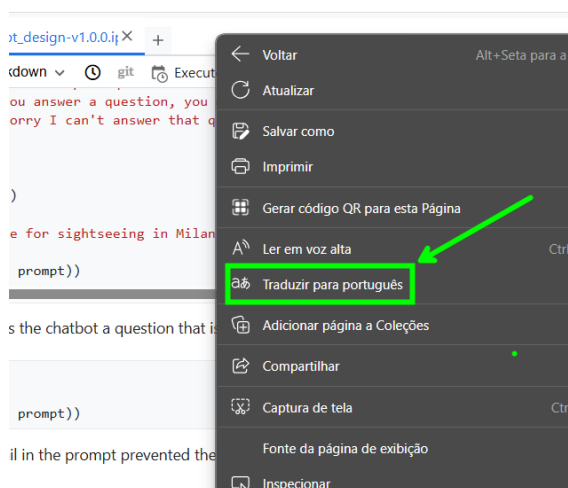 pt_design-v1.0.0.ip
kdown
git
Execut
ou answer a question, you
orry I can't answer that q
)
e for sightseeing in Milan
prompt))
s the chatbot a question that is
prompt))
il in the prompt prevented the
Voltar Alt+Seta para a
Atualizar
Salvar como
Imprimir
Gerar código QR para esta Página
Ler em voz alta Ctrl
Traduzir para português
Adicionar página a Coleções
Compartilhar
Captura de tela Ctr
Fonte da página de exibição
Inspecionar